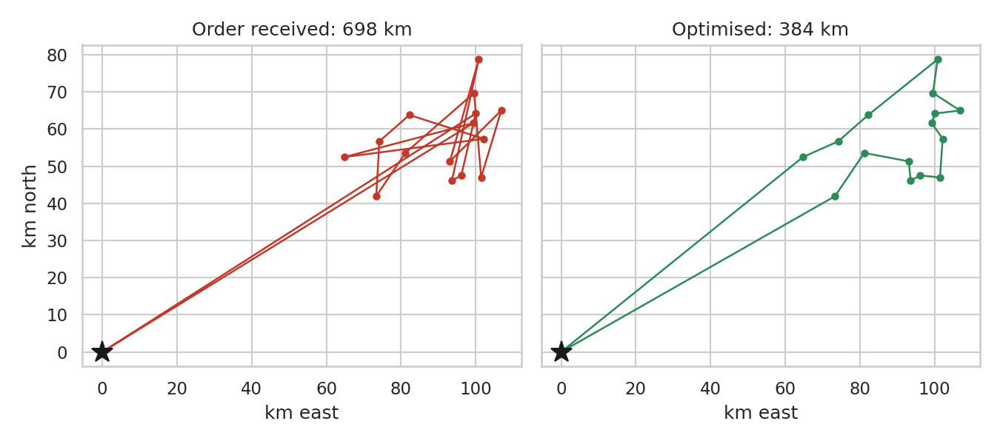 Order received: 698 km
Optimised: 384 km
km north
80
70
60
50
40
30
20
10
0
0 20 40 60 80 100
0 20 40 60 80 100
km east
km east